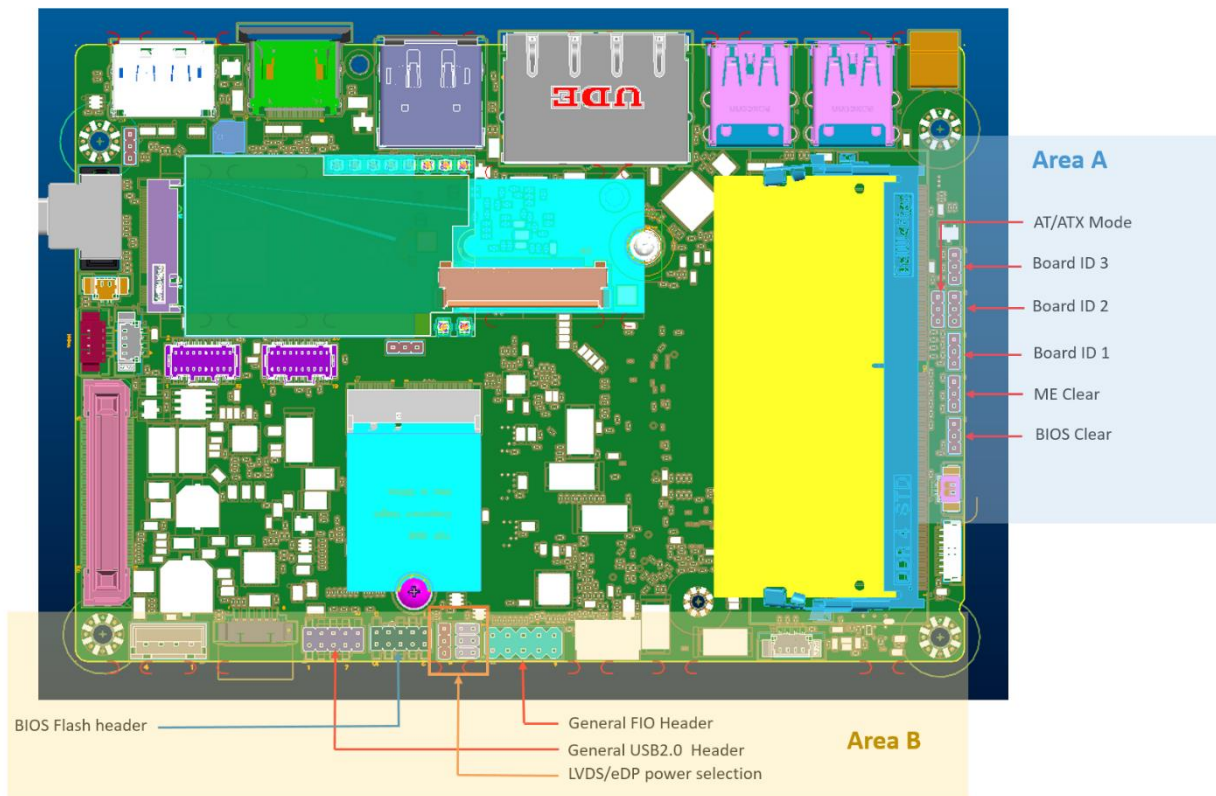 UDE
Area A
AT/ATX Mode
Board ID 3
Board ID 2
Board ID 1
ME Clear
BIOS Clear
BIOS Flash header
General FIO Header
General USB2.0 Header
LVDS/eDP power selection
Area B